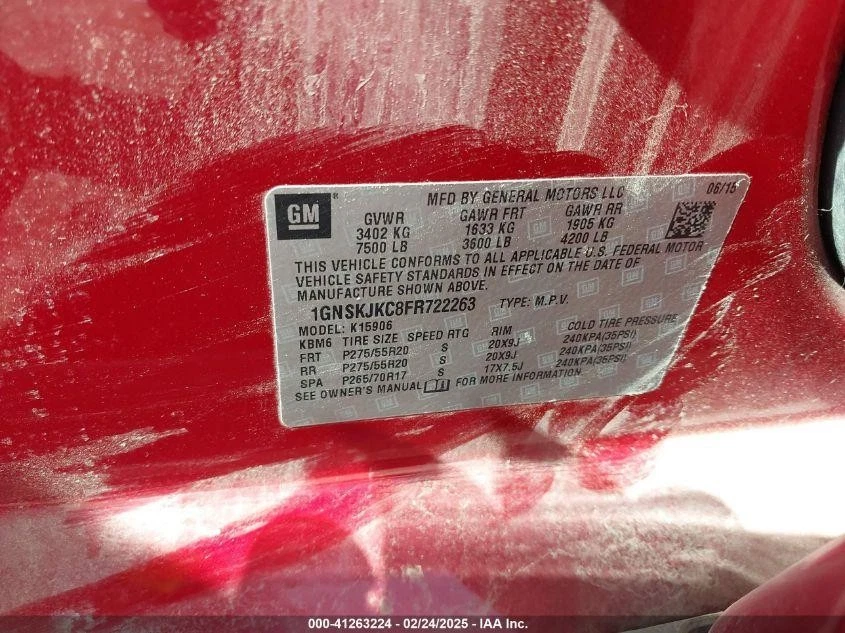 GM ®
MFD BY GENERAL MOTORS LLC 06/15
GVWR GAWR FRT GAWR RR
3402 KG 1633 KG 1905 KG
7500 LB 3600 LB 4200 LB
THIS VEHICLE CONFORMS TO ALL APPLICABLE U.S. FEDERAL MOTOR
VEHICLE SAFETY STANDARDS IN EFFECT ON THE DATE OF
MANUFACTURE SHOWN ABOVE.
1GNSKJKC8FR722263 TYPE: M.P.V.
MODEL: K15906
KBM6 TIRE SIZE SPEED RTG RIM COLD TIRE PRESSURE
FRT P275/55R20 S 20X9J 240KPA(35PSI)
RR P275/55R20 S 20X9J 240KPA(35PSI)
SPA P265/70R17 S 17X7.5J 240KPA(35PSI)
SEE OWNER'S MANUAL FOR MORE INFORMATION.
000-41263224 - 02/24/2025 - IAA Inc.